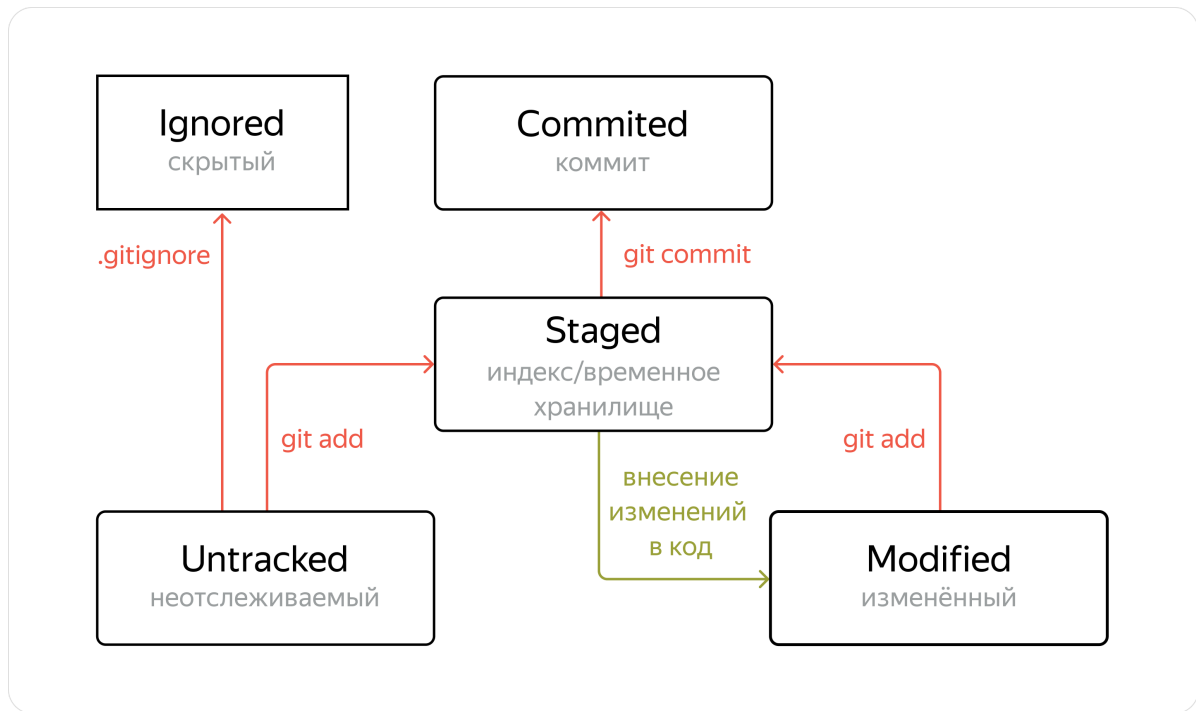 Ignored
скрытый
Commited
коммит
.gitignore
git commit
Staged
индекс/временное
хранилище
git add
git add
внесение
изменений
в код
Untracked
неотслеживаемый
Modified
изменённый